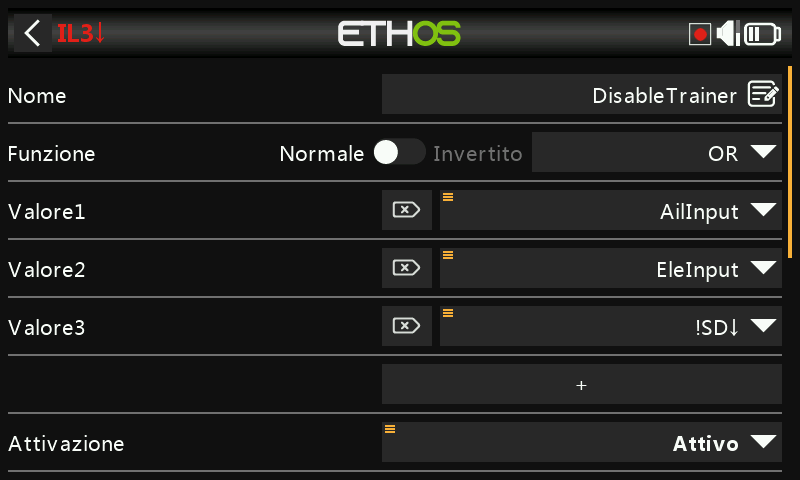 IL3↓ ETHOS
Nome DisableTrainer
Funzione Normale Invertito OR
Valore1 AilInput
Valore2 EleInput
Valore3 !SD↓
+
Attivazione Attivo